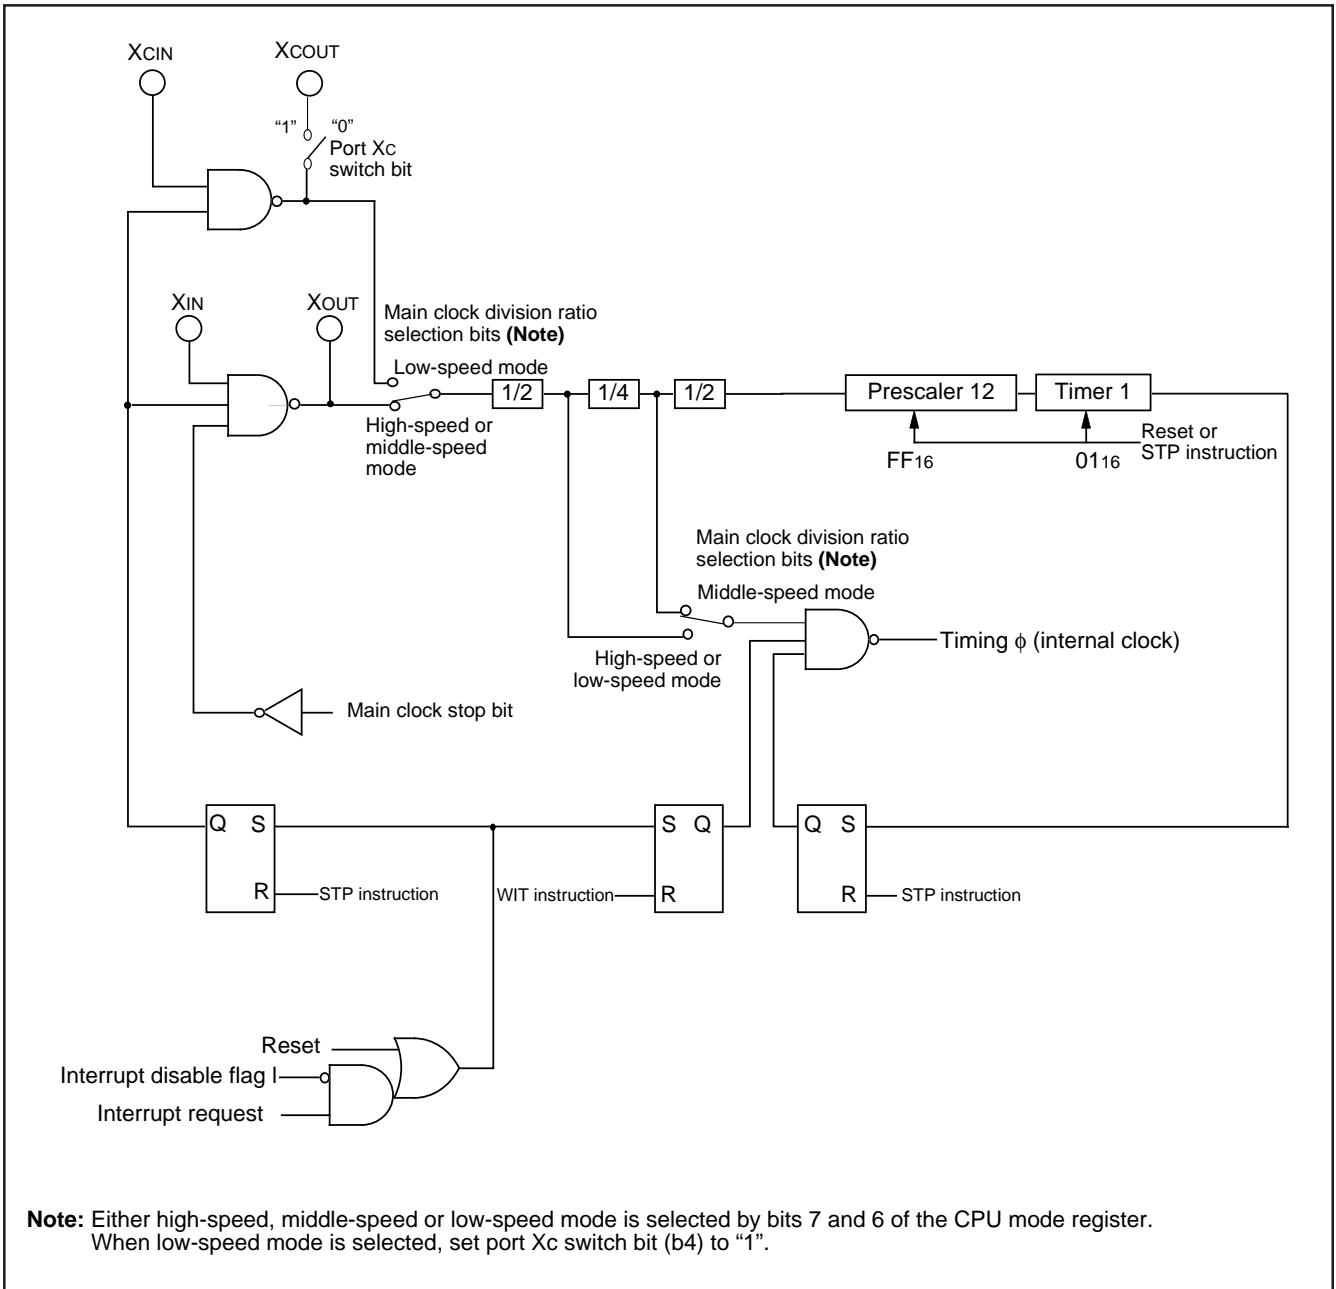 XCIN
XCOUT
“1” “0”
Port XC
switch bit
XIN
XOUT
Main clock division ratio
selection bits (Note)
Low-speed mode
1/2
1/4
1/2
Prescaler 12
Timer 1
High-speed or
middle-speed
mode
Reset or
STP instruction
FF16
0116
Main clock division ratio
selection bits (Note)
Middle-speed mode
Timing ϕ (internal clock)
High-speed or
low-speed mode
Main clock stop bit
Q S
S Q
Q S
R
STP instruction
WIT instruction
R
R
STP instruction
Reset
Interrupt disable flag I
Interrupt request
Note: Either high-speed, middle-speed or low-speed mode is selected by bits 7 and 6 of the CPU mode register.
When low-speed mode is selected, set port Xc switch bit (b4) to “1”.